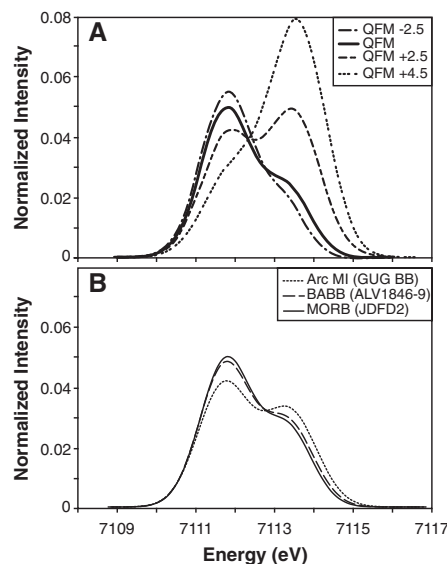 A
QFM -2.5
QFM
QFM +2.5
QFM +4.5
Normalized Intensity
0.08
0.06
0.04
0.02
0
B
Arc MI (GUG BB)
BABB (ALV1846-9)
MORB (JDFD2)
Normalized Intensity
0.06
0.04
0.02
0
7109
7111
7113
7115
7117
Energy (eV)